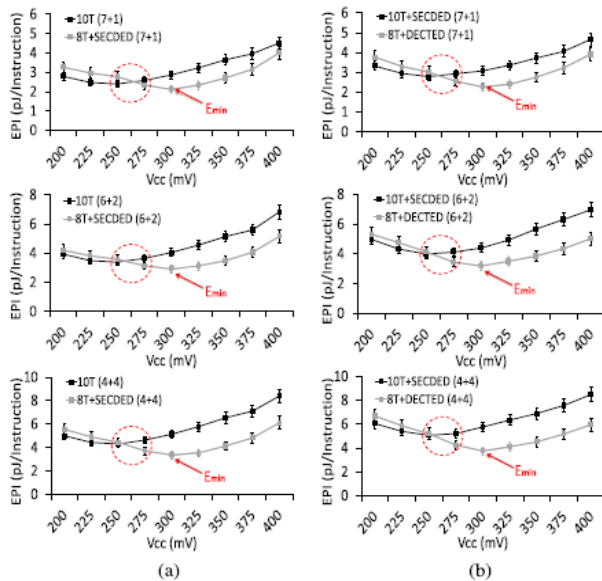 EPI (pJ/Instruction)
6
5
4
3
2
1
0
10T (7+1)
8T+SECDED (7+1)
Emin
200 225 250 275 300 325 350 375 400
Vcc (mV)
EPI (pJ/Instruction)
6
5
4
3
2
1
0
10T+SECDED (7+1)
8T+DECTED (7+1)
Emin
200 225 250 275 300 325 350 375 400
Vcc (mV)
EPI (pJ/Instruction)
8
6
4
2
0
10T (6+2)
8T+SECDED (6+2)
Emin
200 225 250 275 300 325 350 375 400
Vcc (mV)
EPI (pJ/Instruction)
8
6
4
2
0
10T+SECDED (6+2)
8T+DECTED (6+2)
Emin
200 225 250 275 300 325 350 375 400
Vcc (mV)
EPI (pJ/Instruction)
10
8
6
4
2
0
10T (4+4)
8T+SECDED (4+4)
Emin
200 225 250 275 300 325 350 375 400
Vcc (mV)
EPI (pJ/Instruction)
10
8
6
4
2
0
10T+SECDED (4+4)
8T+DECTED (4+4)
Emin
200 225 250 275 300 325 350 375 400
Vcc (mV)
(a)
(b)